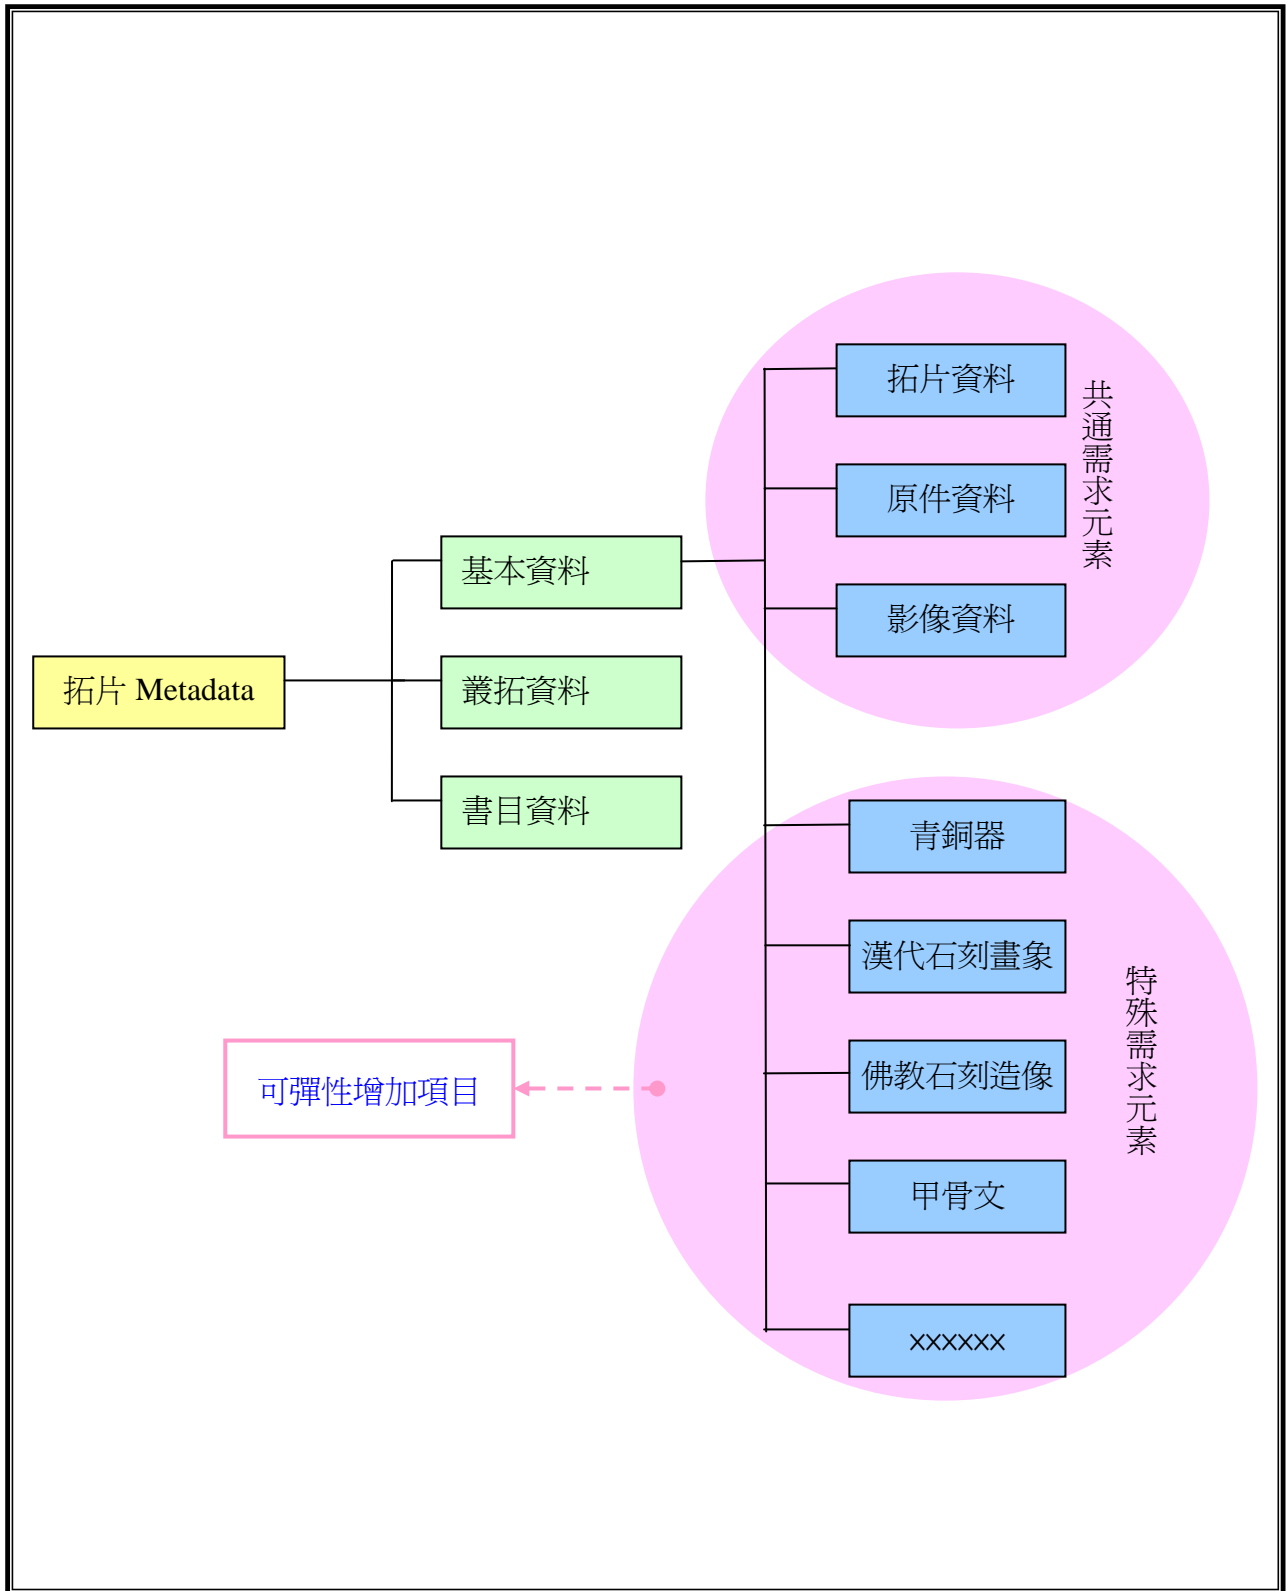 拓片 Metadata
基本資料
叢拓資料
書目資料
拓片資料
原件資料
影像資料
共通需求元素
青銅器
漢代石刻畫象
佛教石刻造像
甲骨文
xxxxxx
特殊需求元素
可彈性增加項目